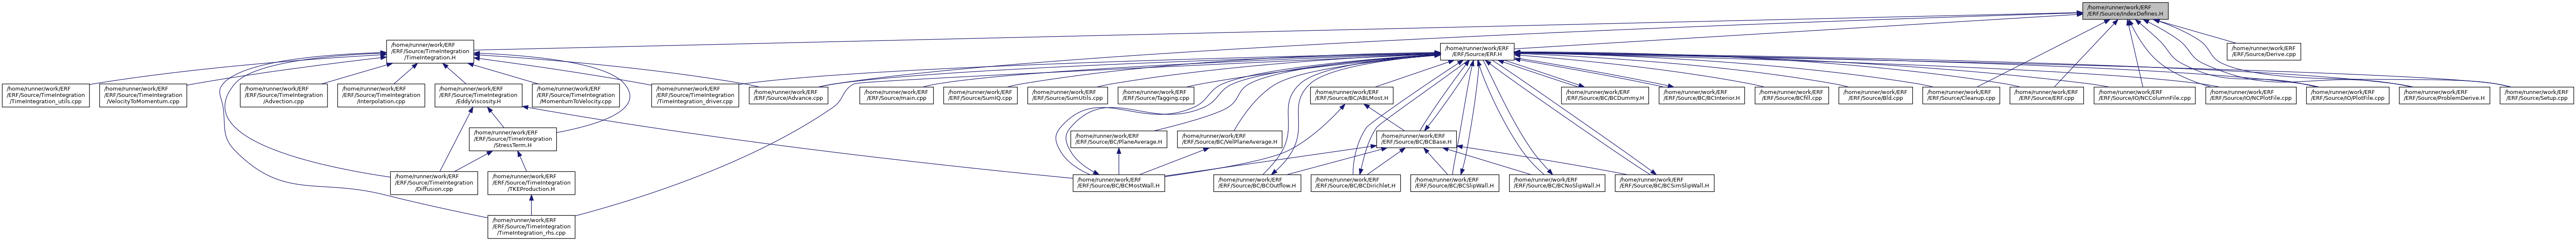 /home/runner/work/ERF
/ERF/Source/IndexDefines.H
/home/runner/work/ERF
/ERF/Source/TimeIntegration
/TimeIntegration.H
/home/runner/work/ERF
/ERF/Source/ERF.H
/home/runner/work/ERF
/ERF/Source/Derive.cpp
/home/runner/work/ERF
/ERF/Source/TimeIntegration
/TimeIntegration_utils.cpp
/home/runner/work/ERF
/ERF/Source/TimeIntegration
/VelocityToMomentum.cpp
/home/runner/work/ERF
/ERF/Source/TimeIntegration
/Advection.cpp
/home/runner/work/ERF
/ERF/Source/TimeIntegration
/Interpolation.cpp
/home/runner/work/ERF
/ERF/Source/TimeIntegration
/EddyViscosity.H
/home/runner/work/ERF
/ERF/Source/TimeIntegration
/MomentumToVelocity.cpp
/home/runner/work/ERF
/ERF/Source/TimeIntegration
/TimeIntegration_driver.cpp
/home/runner/work/ERF
/ERF/Source/Advance.cpp
/home/runner/work/ERF
/ERF/Source/main.cpp
/home/runner/work/ERF
/ERF/Source/SumIQ.cpp
/home/runner/work/ERF
/ERF/Source/SumUtils.cpp
/home/runner/work/ERF
/ERF/Source/Tagging.cpp
/home/runner/work/ERF
/ERF/Source/BC/ABLMost.H
/home/runner/work/ERF
/ERF/Source/BC/BCDummy.H
/home/runner/work/ERF
/ERF/Source/BC/BCInterior.H
/home/runner/work/ERF
/ERF/Source/BCfill.cpp
/home/runner/work/ERF
/ERF/Source/Bld.cpp
/home/runner/work/ERF
/ERF/Source/Cleanup.cpp
/home/runner/work/ERF
/ERF/Source/ERF.cpp
/home/runner/work/ERF
/ERF/Source/IO/NCColumnFile.cpp
/home/runner/work/ERF
/ERF/Source/IO/NCPlotFile.cpp
/home/runner/work/ERF
/ERF/Source/IO/PlotFile.cpp
/home/runner/work/ERF
/ERF/Source/ProblemDerive.H
/home/runner/work/ERF
/ERF/Source/Setup.cpp
/home/runner/work/ERF
/ERF/Source/TimeIntegration
/StressTerm.H
/home/runner/work/ERF
/ERF/Source/BC/PlaneAverage.H
/home/runner/work/ERF
/ERF/Source/BC/VelPlaneAverage.H
/home/runner/work/ERF
/ERF/Source/BC/BCBase.H
/home/runner/work/ERF
/ERF/Source/TimeIntegration
/Diffusion.cpp
/home/runner/work/ERF
/ERF/Source/TimeIntegration
/TKEProduction.H
/home/runner/work/ERF
/ERF/Source/BC/BCMostWall.H
/home/runner/work/ERF
/ERF/Source/BC/BCOutflow.H
/home/runner/work/ERF
/ERF/Source/BC/BCDirichlet.H
/home/runner/work/ERF
/ERF/Source/BC/BCSlipWall.H
/home/runner/work/ERF
/ERF/Source/BC/BCNoSlipWall.H
/home/runner/work/ERF
/ERF/Source/BC/BCSimSlipWall.H
/home/runner/work/ERF
/ERF/Source/TimeIntegration
/TimeIntegration_rhs.cpp